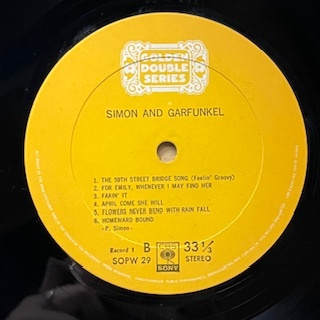 GOLDEN
DOUBLE
SERIES
SIMON AND GARFUNKEL
1. THE 59TH STREET BRIDGE SONG (Feelin' Groovy)
2. FOR EMILY, WHENEVER I MAY FIND HER
3. FAKIN' IT
4. APRIL COME SHE WILL
5. FLOWERS NEVER BEND WITH RAIN FALL
6. HOMEWARD BOUND
-P. Simon-
Record 1 B 33 1/3
SOPW 29 STEREO
CBS
SONY